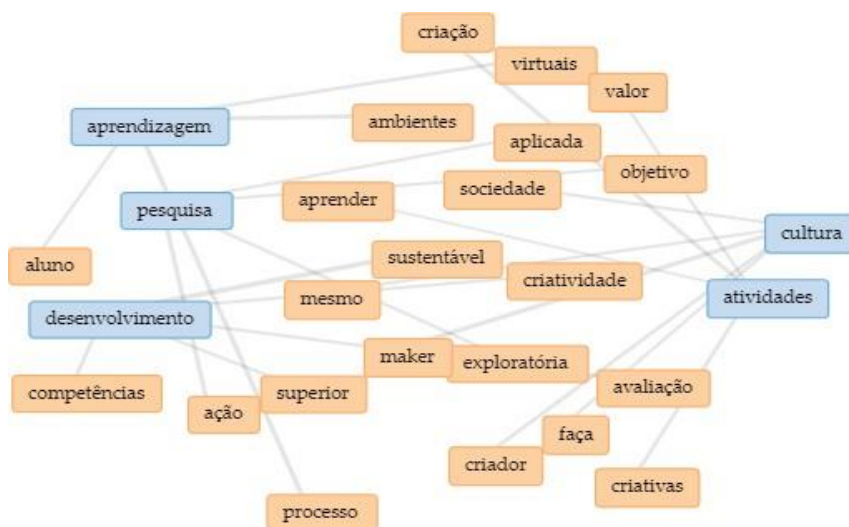 criação
virtuais
valor
aprendizagem
ambientes
aplicada
objetivo
sociedade
aprender
pesquisa
cultura
aluno
sustentável
criatividade
mesmo
atividades
desenvolvimento
maker
exploratória
competências
superior
avaliação
ação
faça
criador
criativas
processo